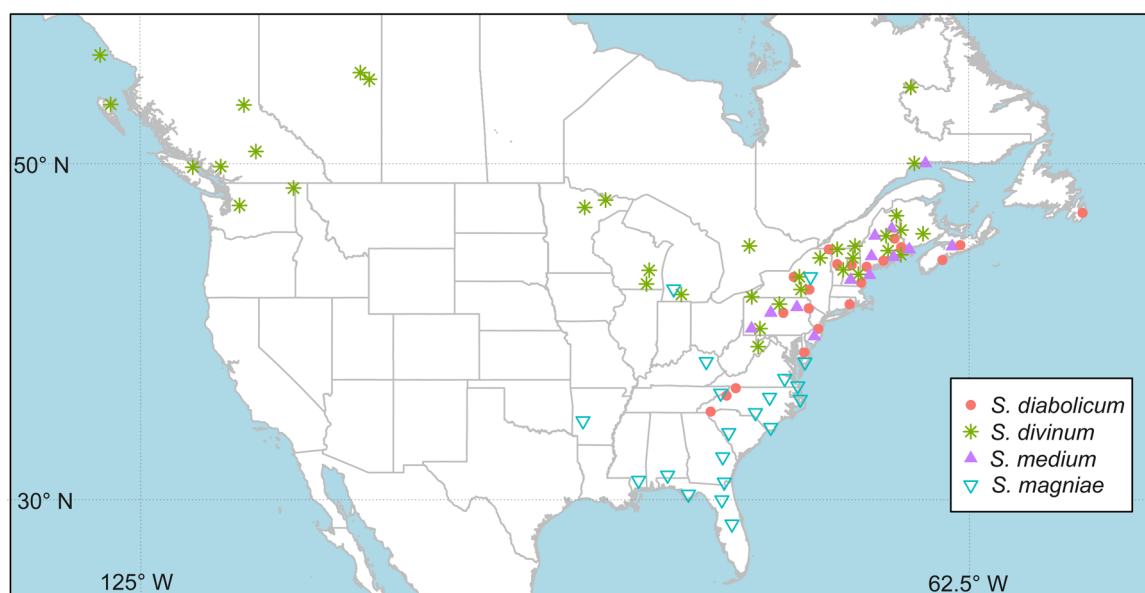 50° N
S. diabolicum
S. divinum
S. medium
S. magniae
30° N
125° W
62.5° W